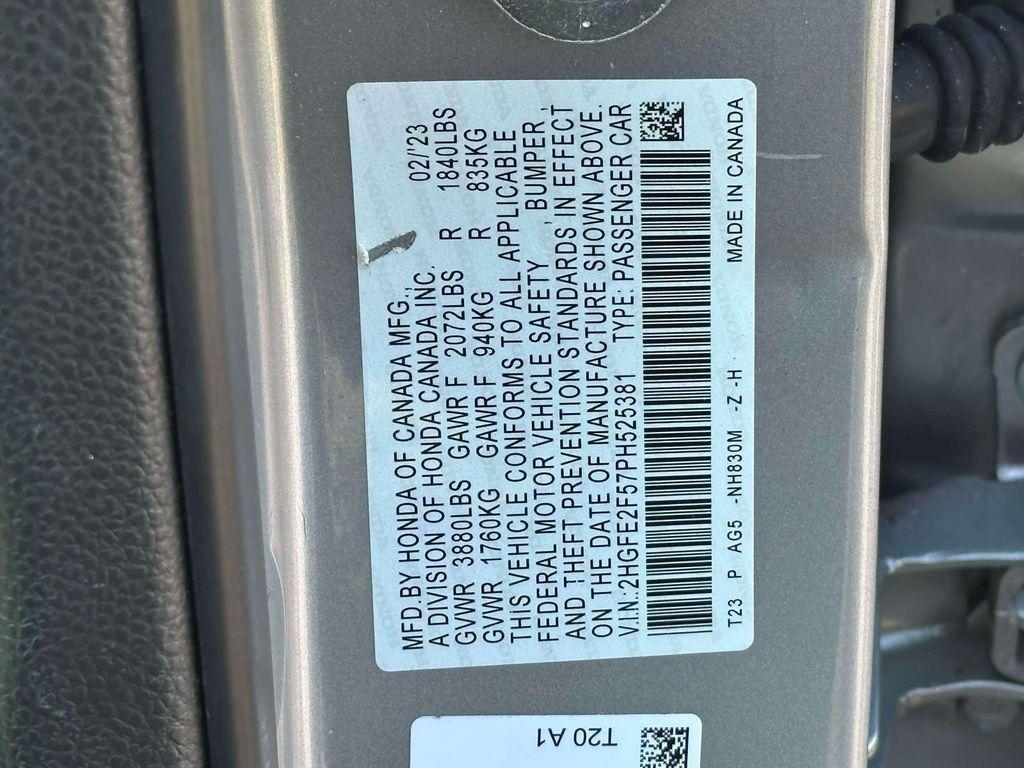 MFD.BY HONDA OF CANADA MFG., 02/'23
A DIVISION OF HONDA CANADA INC.
GVWR 3880LBS GAWR F 2072LBS R 1840LBS
GVWR 1760KG GAWR F 940KG R 835KG
THIS VEHICLE CONFORMS TO ALL APPLICABLE
FEDERAL MOTOR VEHICLE SAFETY , BUMPER,
AND THEFT PREVENTION STANDARDS IN EFFECT
ON THE DATE OF MANUFACTURE SHOWN ABOVE.
V.I.N.:2HGFE2F57PH525381 TYPE: PASSENGER CAR
T23 P AG5 -NH830M -Z -H · MADE IN CANADA
T20 A1